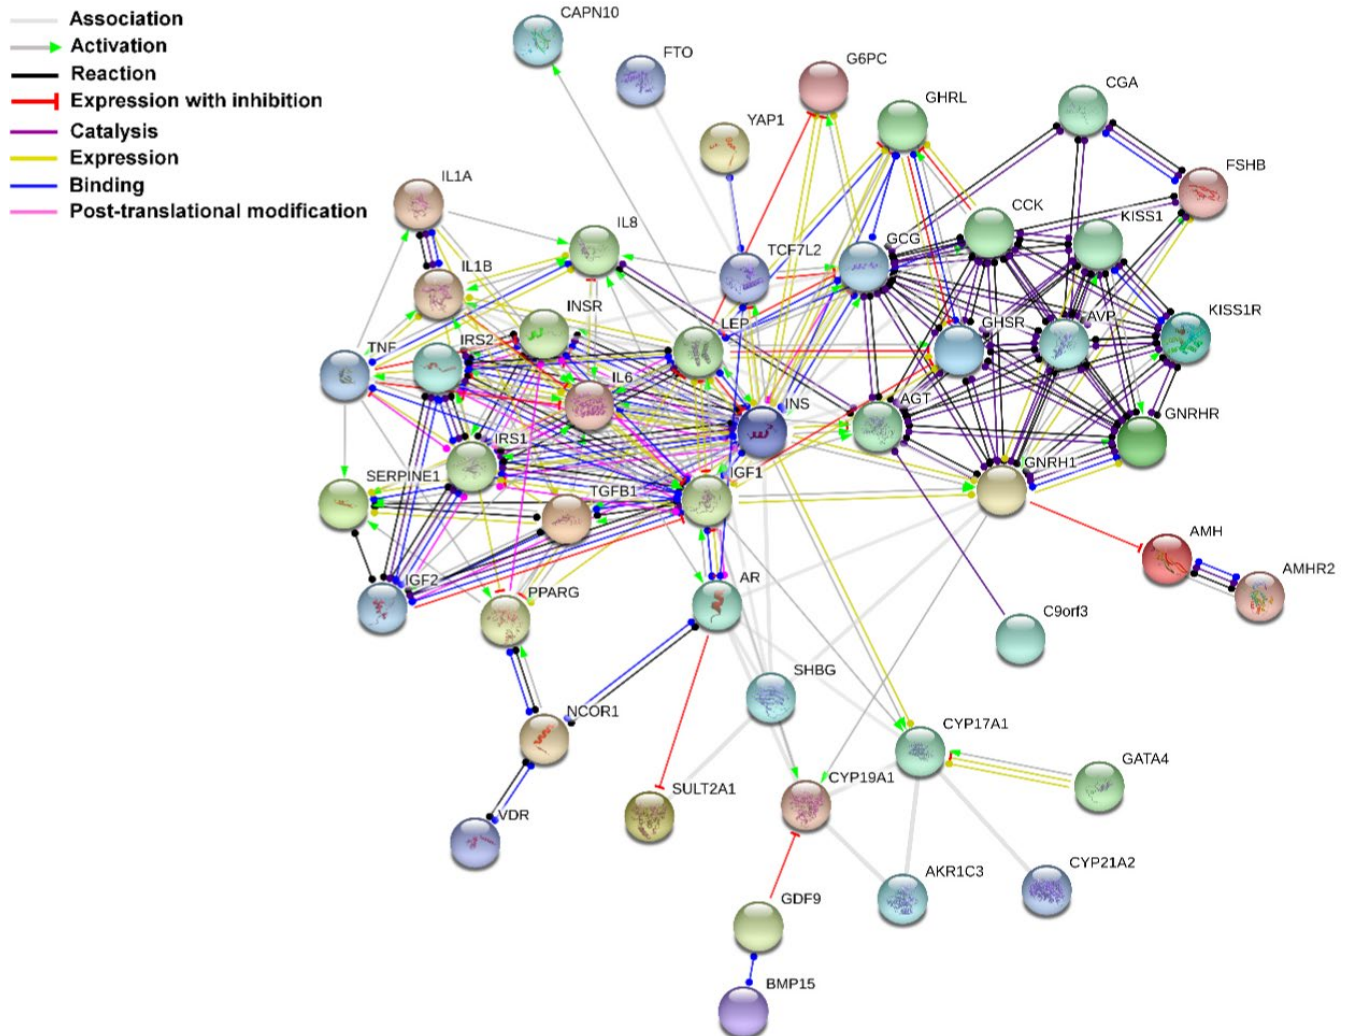 Association
Activation
Reaction
Expression with inhibition
Catalysis
Expression
Binding
Post-translational modification
CAPN10
FTO
G6PC
YAP1
GHRL
CGA
FSHB
IL1A
IL8
CCK
KISS1
TCF7L2
GCG
IL1B
INSR
LEP
GHSR
AVP
KISS1R
TNF
IRS2
IL6
INS
AGT
GNRHR
IRS1
SERPINE1
TGFB1
IGF1
GNRH1
AMH
AMHR2
IGF2
PPARG
AR
C9orf3
SHBG
NCOR1
CYP17A1
GATA4
SULT2A1
CYP19A1
VDR
AKR1C3
CYP21A2
GDF9
BMP15